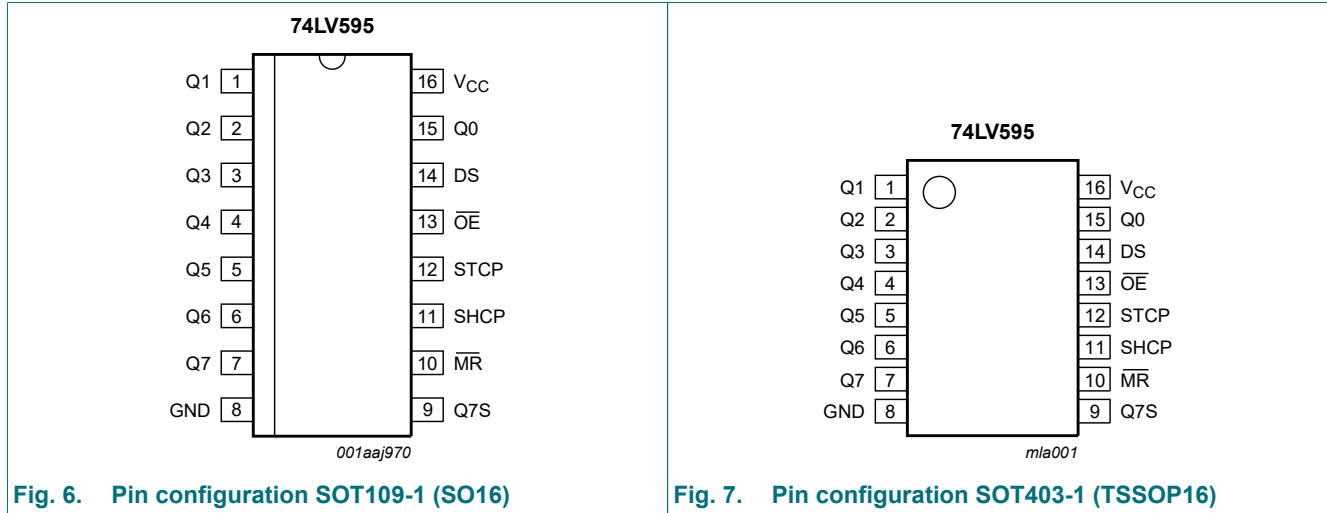 74LV595
Q1 1 16 VCC
Q2 2 15 Q0
Q3 3 14 DS
Q4 4 13 OE
Q5 5 12 STCP
Q6 6 11 SHCP
Q7 7 10 MR
GND 8 9 Q7S
001aaj970
Fig. 6. Pin configuration SOT109-1 (SO16)
74LV595
Q1 1 16 VCC
Q2 2 15 Q0
Q3 3 14 DS
Q4 4 13 OE
Q5 5 12 STCP
Q6 6 11 SHCP
Q7 7 10 MR
GND 8 9 Q7S
mla001
Fig. 7. Pin configuration SOT403-1 (TSSOP16)